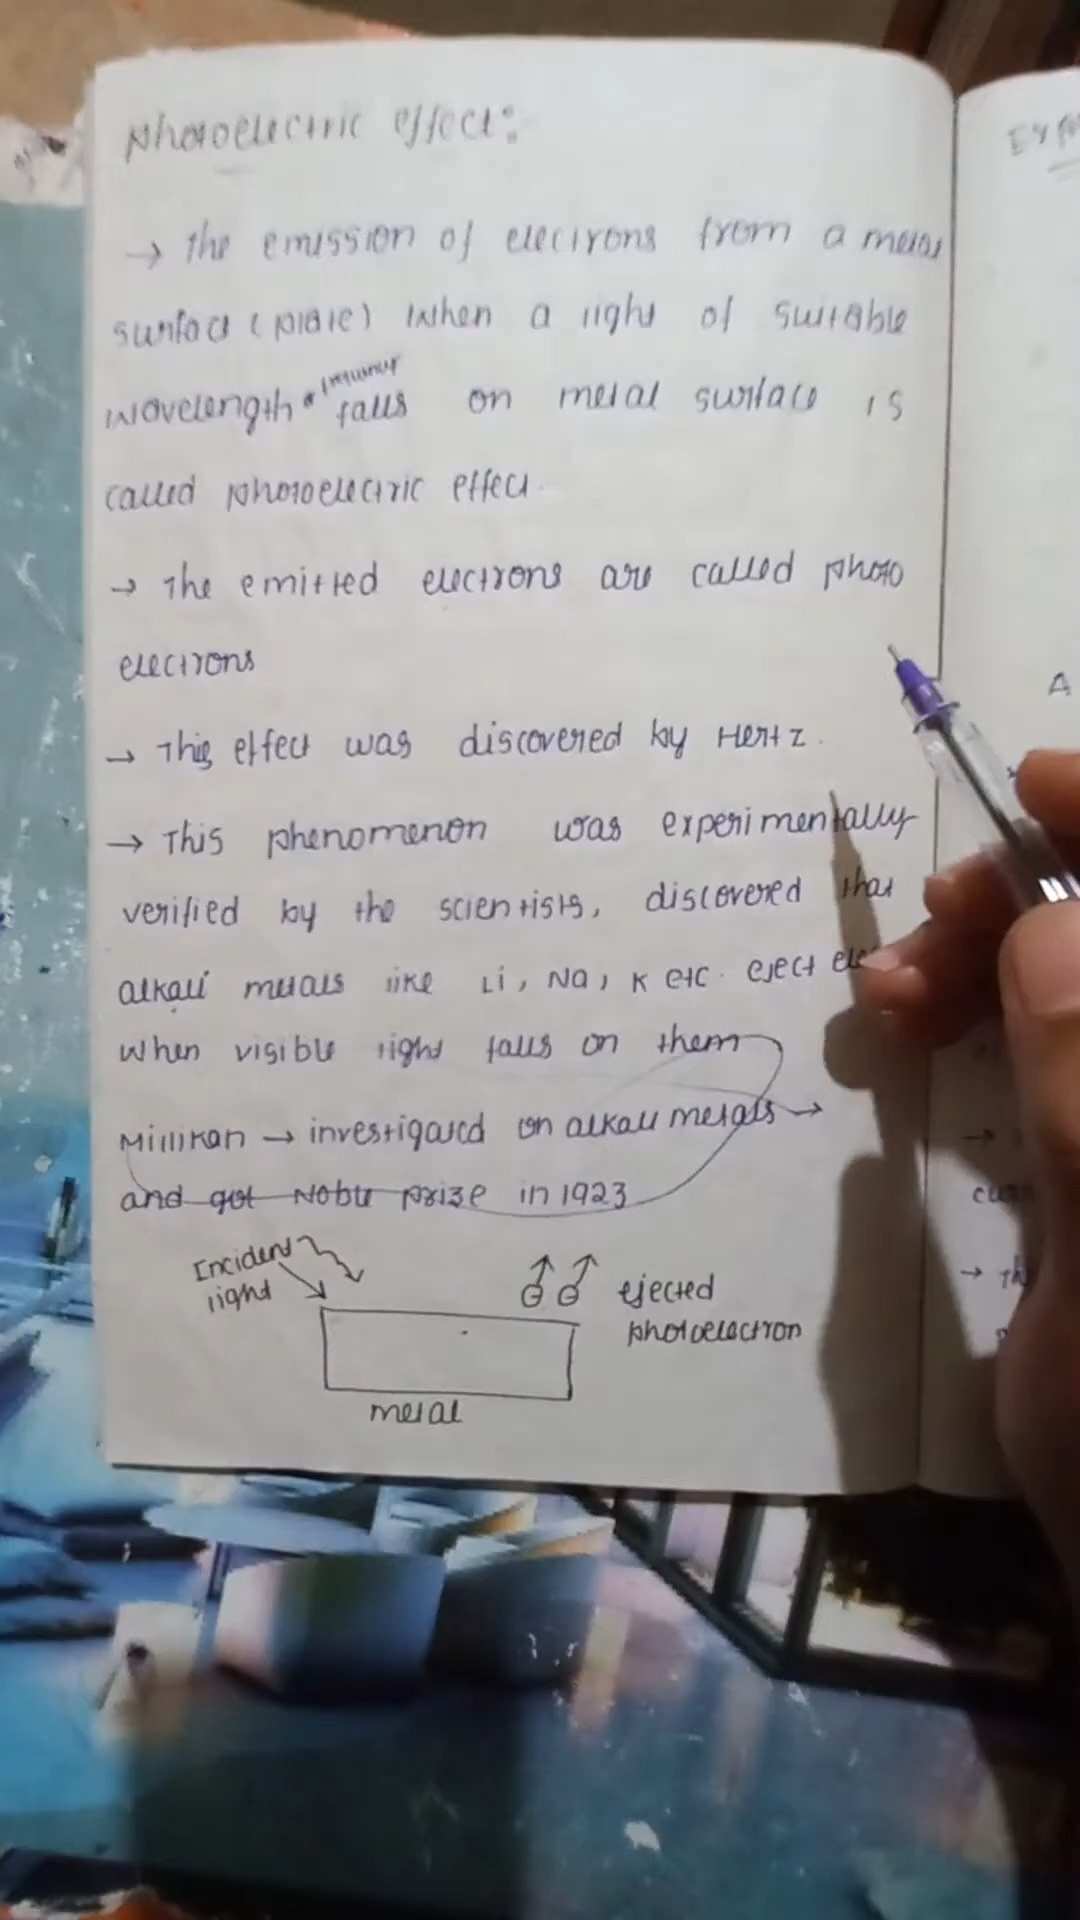 Photoelectric effect:
→ The emission of electrons from a metal
surface (plate) when a light of suitable
wavelength or frequency falls on metal surface is
called photoelectric effect.
→ The emitted electrons are called photo
electrons
→ This effect was discovered by Hertz.
→ This phenomenon was experimentally
verified by the scientists, discovered that
alkali metals like Li, Na, K etc. eject
when visible light falls on them
Millikan → investigated on alkali metals →
and got Noble prize in 1923
Incident
light
ejected
photoelectron
metal
A